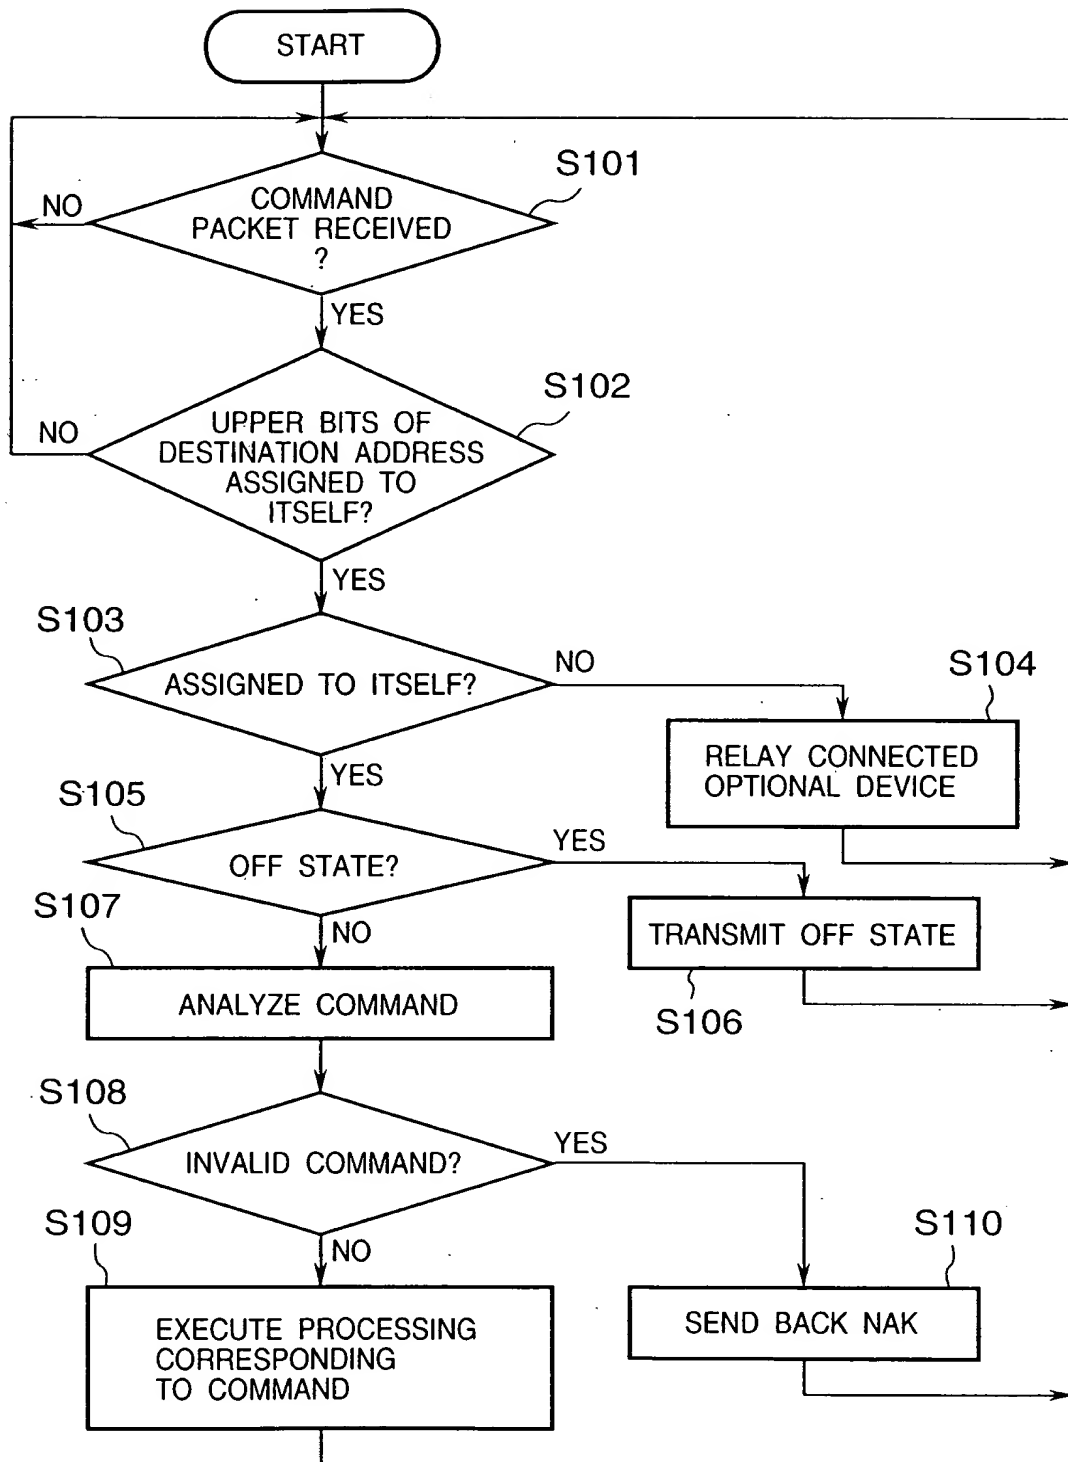 START
S101
COMMAND
PACKET RECEIVED
?
NO
YES
S102
UPPER BITS OF
DESTINATION ADDRESS
ASSIGNED TO
ITSELF?
NO
YES
S103
ASSIGNED TO ITSELF?
NO
S104
RELAY CONNECTED
OPTIONAL DEVICE
YES
S105
OFF STATE?
YES
TRANSMIT OFF STATE
S106
NO
S107
ANALYZE COMMAND
S108
INVALID COMMAND?
YES
S110
SEND BACK NAK
NO
S109
EXECUTE PROCESSING
CORRESPONDING
TO COMMAND